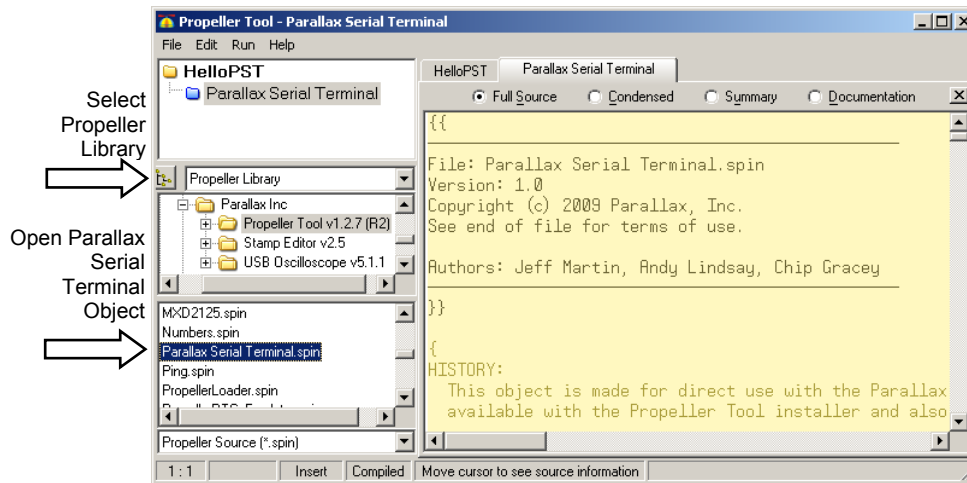 Propeller Tool - Parallax Serial Terminal
File Edit Run Help
HelloPST
Parallax Serial Terminal
Select
Propeller
Library
Propeller Library
Parallax Inc
Propeller Tool v1.2.7 (R2)
Stamp Editor v2.5
USB Oscilloscope v5.1.1
Open Parallax
Serial
Terminal
Object
MXD2125.spin
Numbers.spin
Parallax Serial Terminal.spin
Ping.spin
PropellerLoader.spin
Propeller Source (*.spin)
HelloPST Parallax Serial Terminal
Full Source Condensed Summary Documentation
{{
File: Parallax Serial Terminal.spin
Version: 1.0
Copyright (c) 2009 Parallax, Inc.
See end of file for terms of use.
Authors: Jeff Martin, Andy Lindsay, Chip Gracey
}}
{
HISTORY:
This object is made for direct use with the Parallax
available with the Propeller Tool installer and also
1 : 1 Insert Compiled Move cursor to see source information